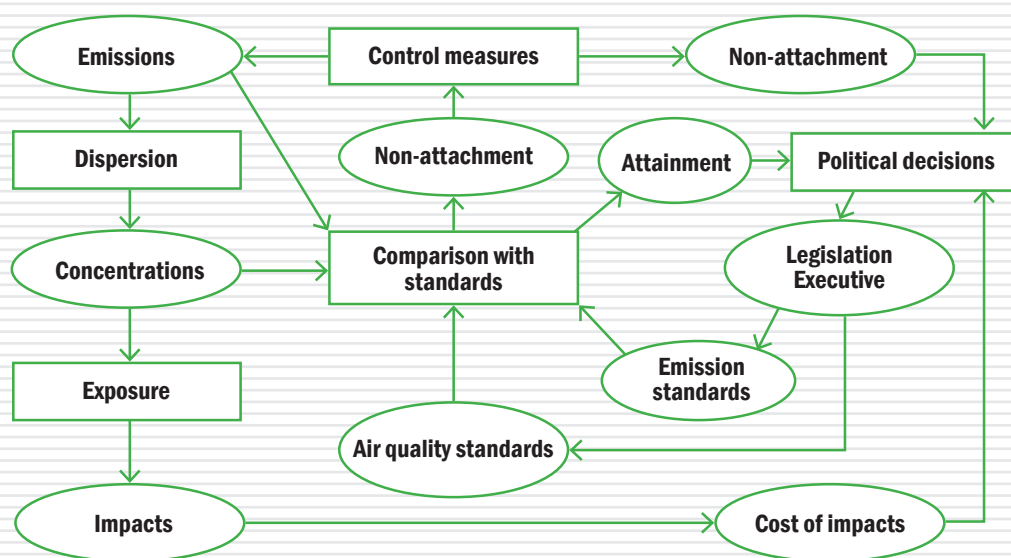 Emissions
Control measures
Non-attachment
Dispersion
Non-attachment
Attainment
Political decisions
Concentrations
Comparison with
standards
Legislation
Executive
Exposure
Emission
standards
Air quality standards
Impacts
Cost of impacts